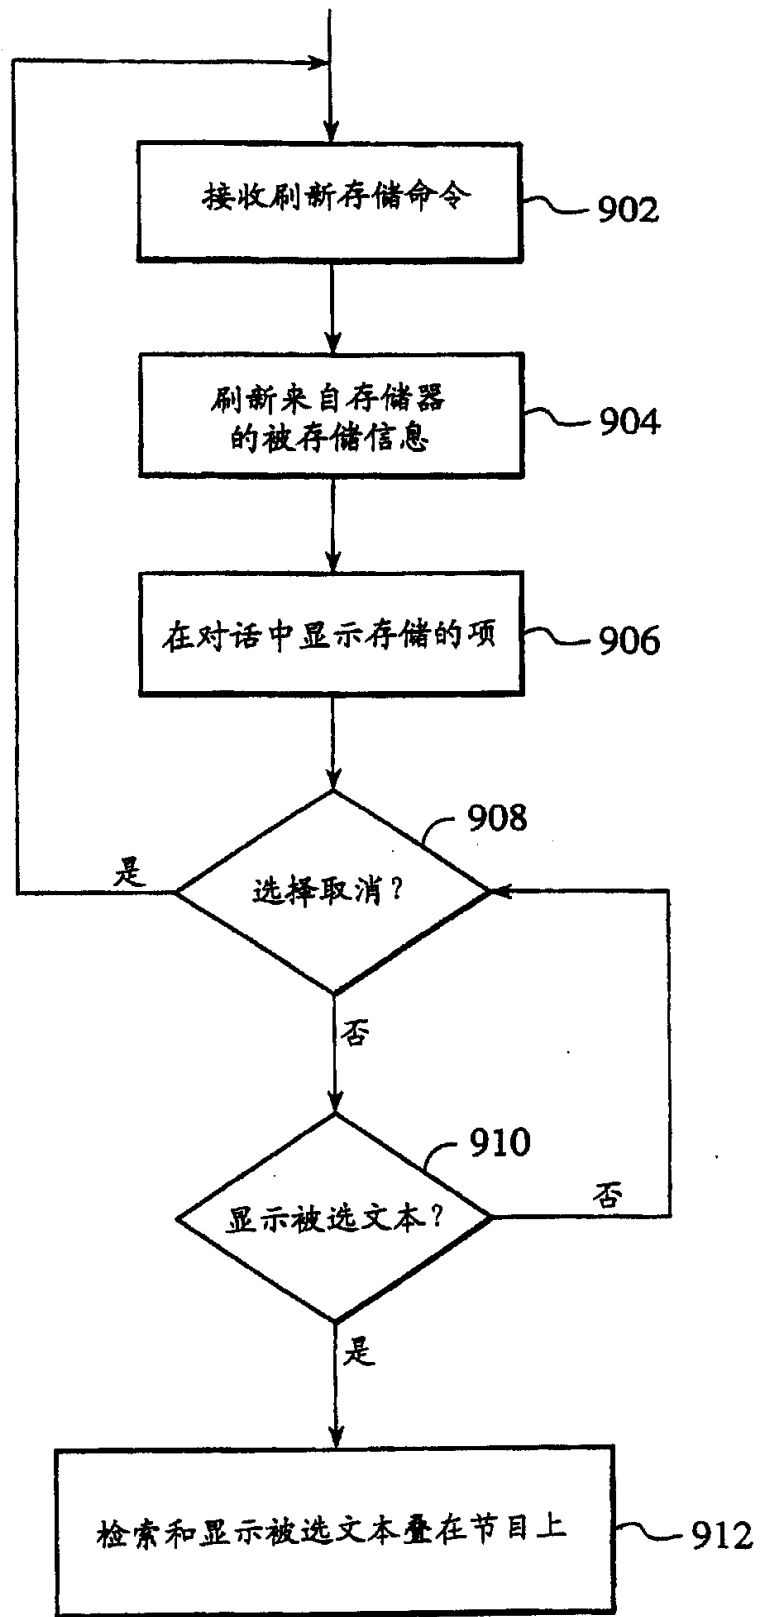 接收刷新存储命令
902
刷新来自存储器
的被存储信息
904
在对话中显示存储的项
906
908
选择取消?
是
否
910
显示被选文本?
否
是
检索和显示被选文本叠在节目上
912